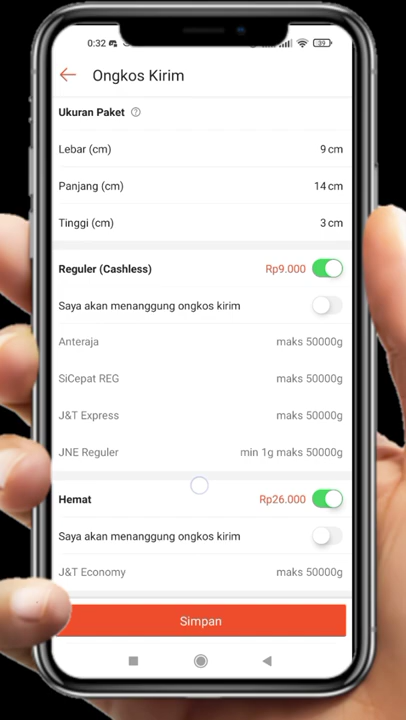 0:32
39
Ongkos Kirim
Ukuran Paket ?
Lebar (cm) 9 cm
Panjang (cm) 14 cm
Tinggi (cm) 3 cm
Reguler (Cashless) Rp9.000
Saya akan menanggung ongkos kirim
Anteraja maks 50000g
SiCepat REG maks 50000g
J&T Express maks 50000g
JNE Reguler min 1g maks 50000g
Hemat Rp26.000
Saya akan menanggung ongkos kirim
J&T Economy maks 50000g
Simpan